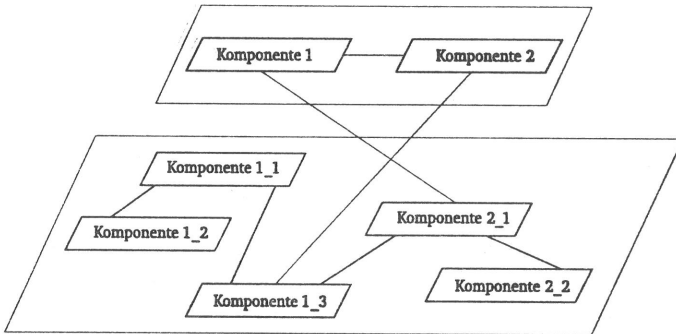 Komponente 1
Komponente 2
Komponente 1_1
Komponente 1_2
Komponente 2_1
Komponente 2_2
Komponente 1_3